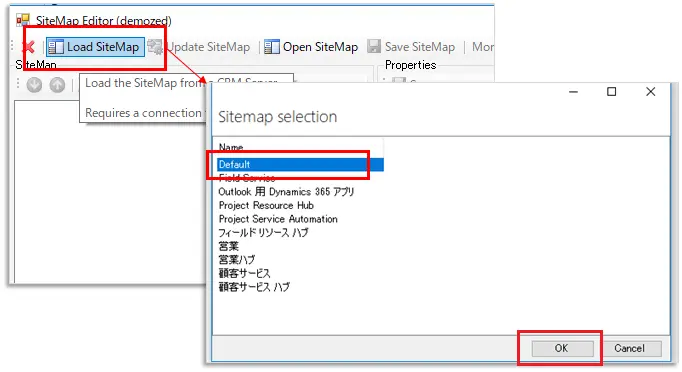 SiteMap Editor (demozed)
Load SiteMap Update SiteMap Open SiteMap Save SiteMap Mor
SiteMap Properties
Load the SiteMap from a CRM Server
Requires a connection
Sitemap selection
Name
Default
Field Service
Outlook 用 Dynamics 365 アプリ
Project Resource Hub
Project Service Automation
フィールド リソース ハブ
営業
営業ハブ
顧客サービス
顧客サービス ハブ
OK Cancel